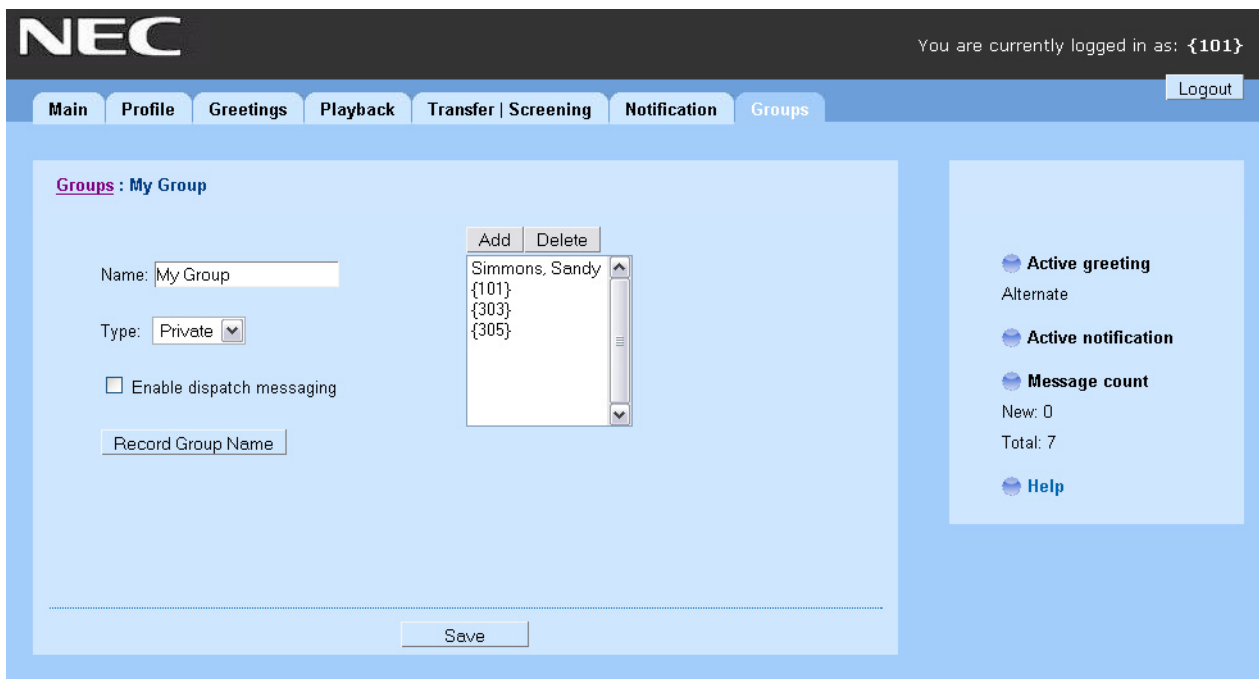 NEC
You are currently logged in as: {101}
Logout
Main Profile Greetings Playback Transfer | Screening Notification Groups
Groups : My Group
Add Delete
Name: My Group
Type: Private
Enable dispatch messaging
Record Group Name
Simmons, Sandy
{101}
{303}
{305}
Save
Active greeting
Alternate
Active notification
Message count
New: 0
Total: 7
Help